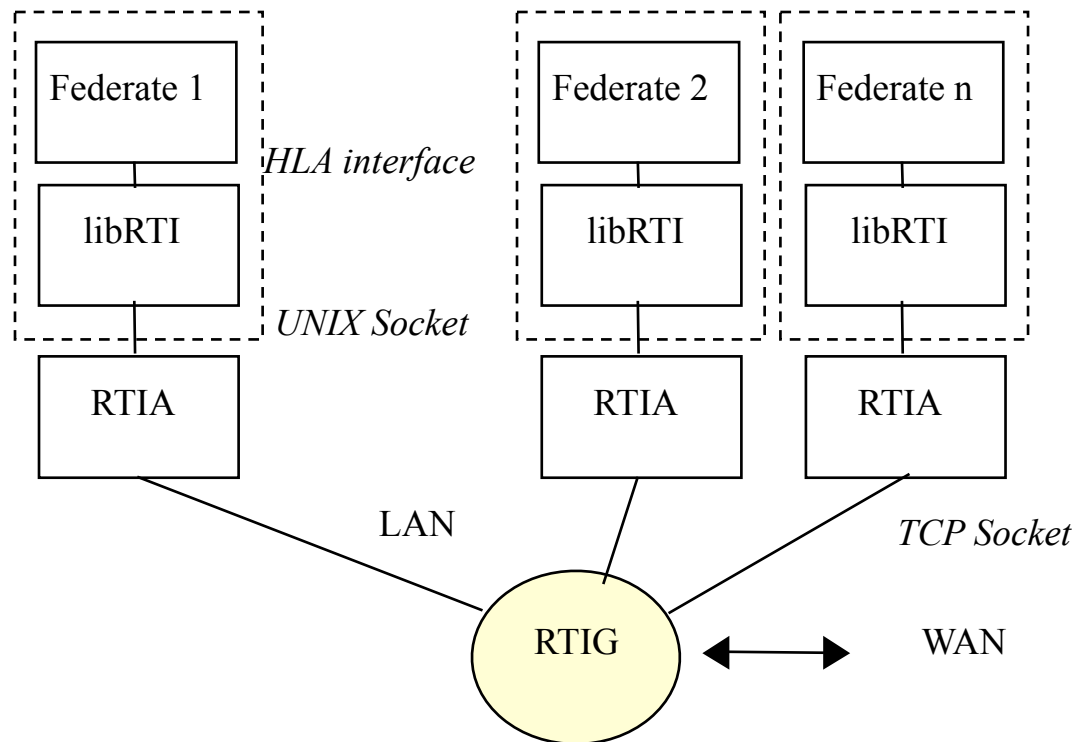 Federate 1
Federate 2
Federate n
HLA interface
libRTI
libRTI
libRTI
UNIX Socket
RTIA
RTIA
RTIA
LAN
TCP Socket
RTIG
WAN